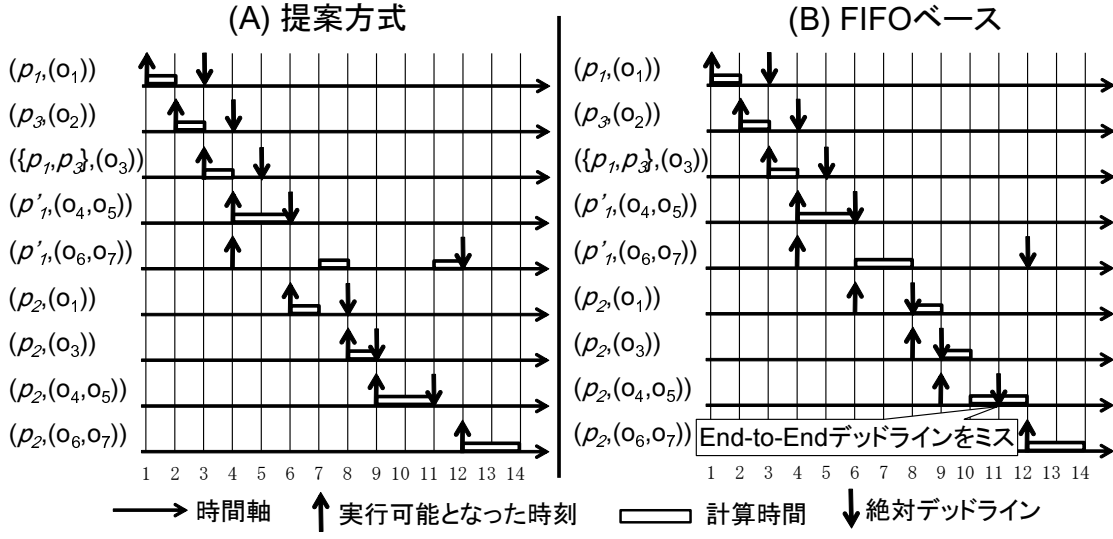 (A) 提案方式
(p₁,(o₁))
(p₃,(o₂))
({p₁,p₃},(o₃))
(p'₁,(o₄,o₅))
(p'₁,(o₆,o₇))
(p₂,(o₁))
(p₂,(o₃))
(p₂,(o₄,o₅))
(p₂,(o₆,o₇))
1 2 3 4 5 6 7 8 9 10 11 12 13 14
(B) FIFOベース
(p₁,(o₁))
(p₃,(o₂))
({p₁,p₃},(o₃))
(p'₁,(o₄,o₅))
(p'₁,(o₆,o₇))
(p₂,(o₁))
(p₂,(o₃))
(p₂,(o₄,o₅))
End-to-Endデッドラインをミス
(p₂,(o₆,o₇))
1 2 3 4 5 6 7 8 9 10 11 12 13 14
時間軸 実行可能となった時刻 計算時間 絶対デッドライン